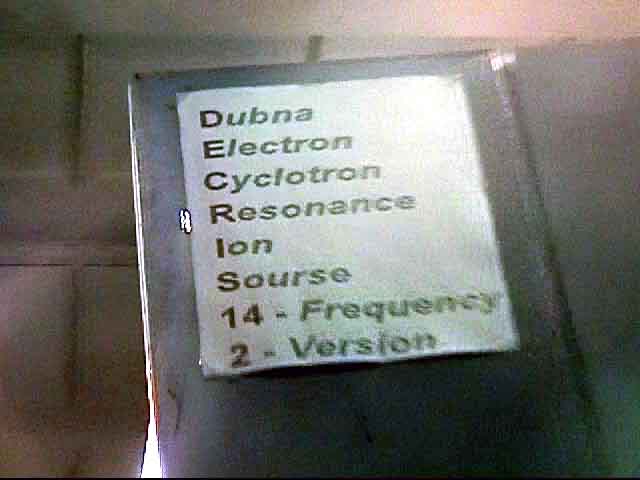 Dubna
Electron
Cyclotron
Resonance
Ion
Sourse
14 - Frequency
2 - Version